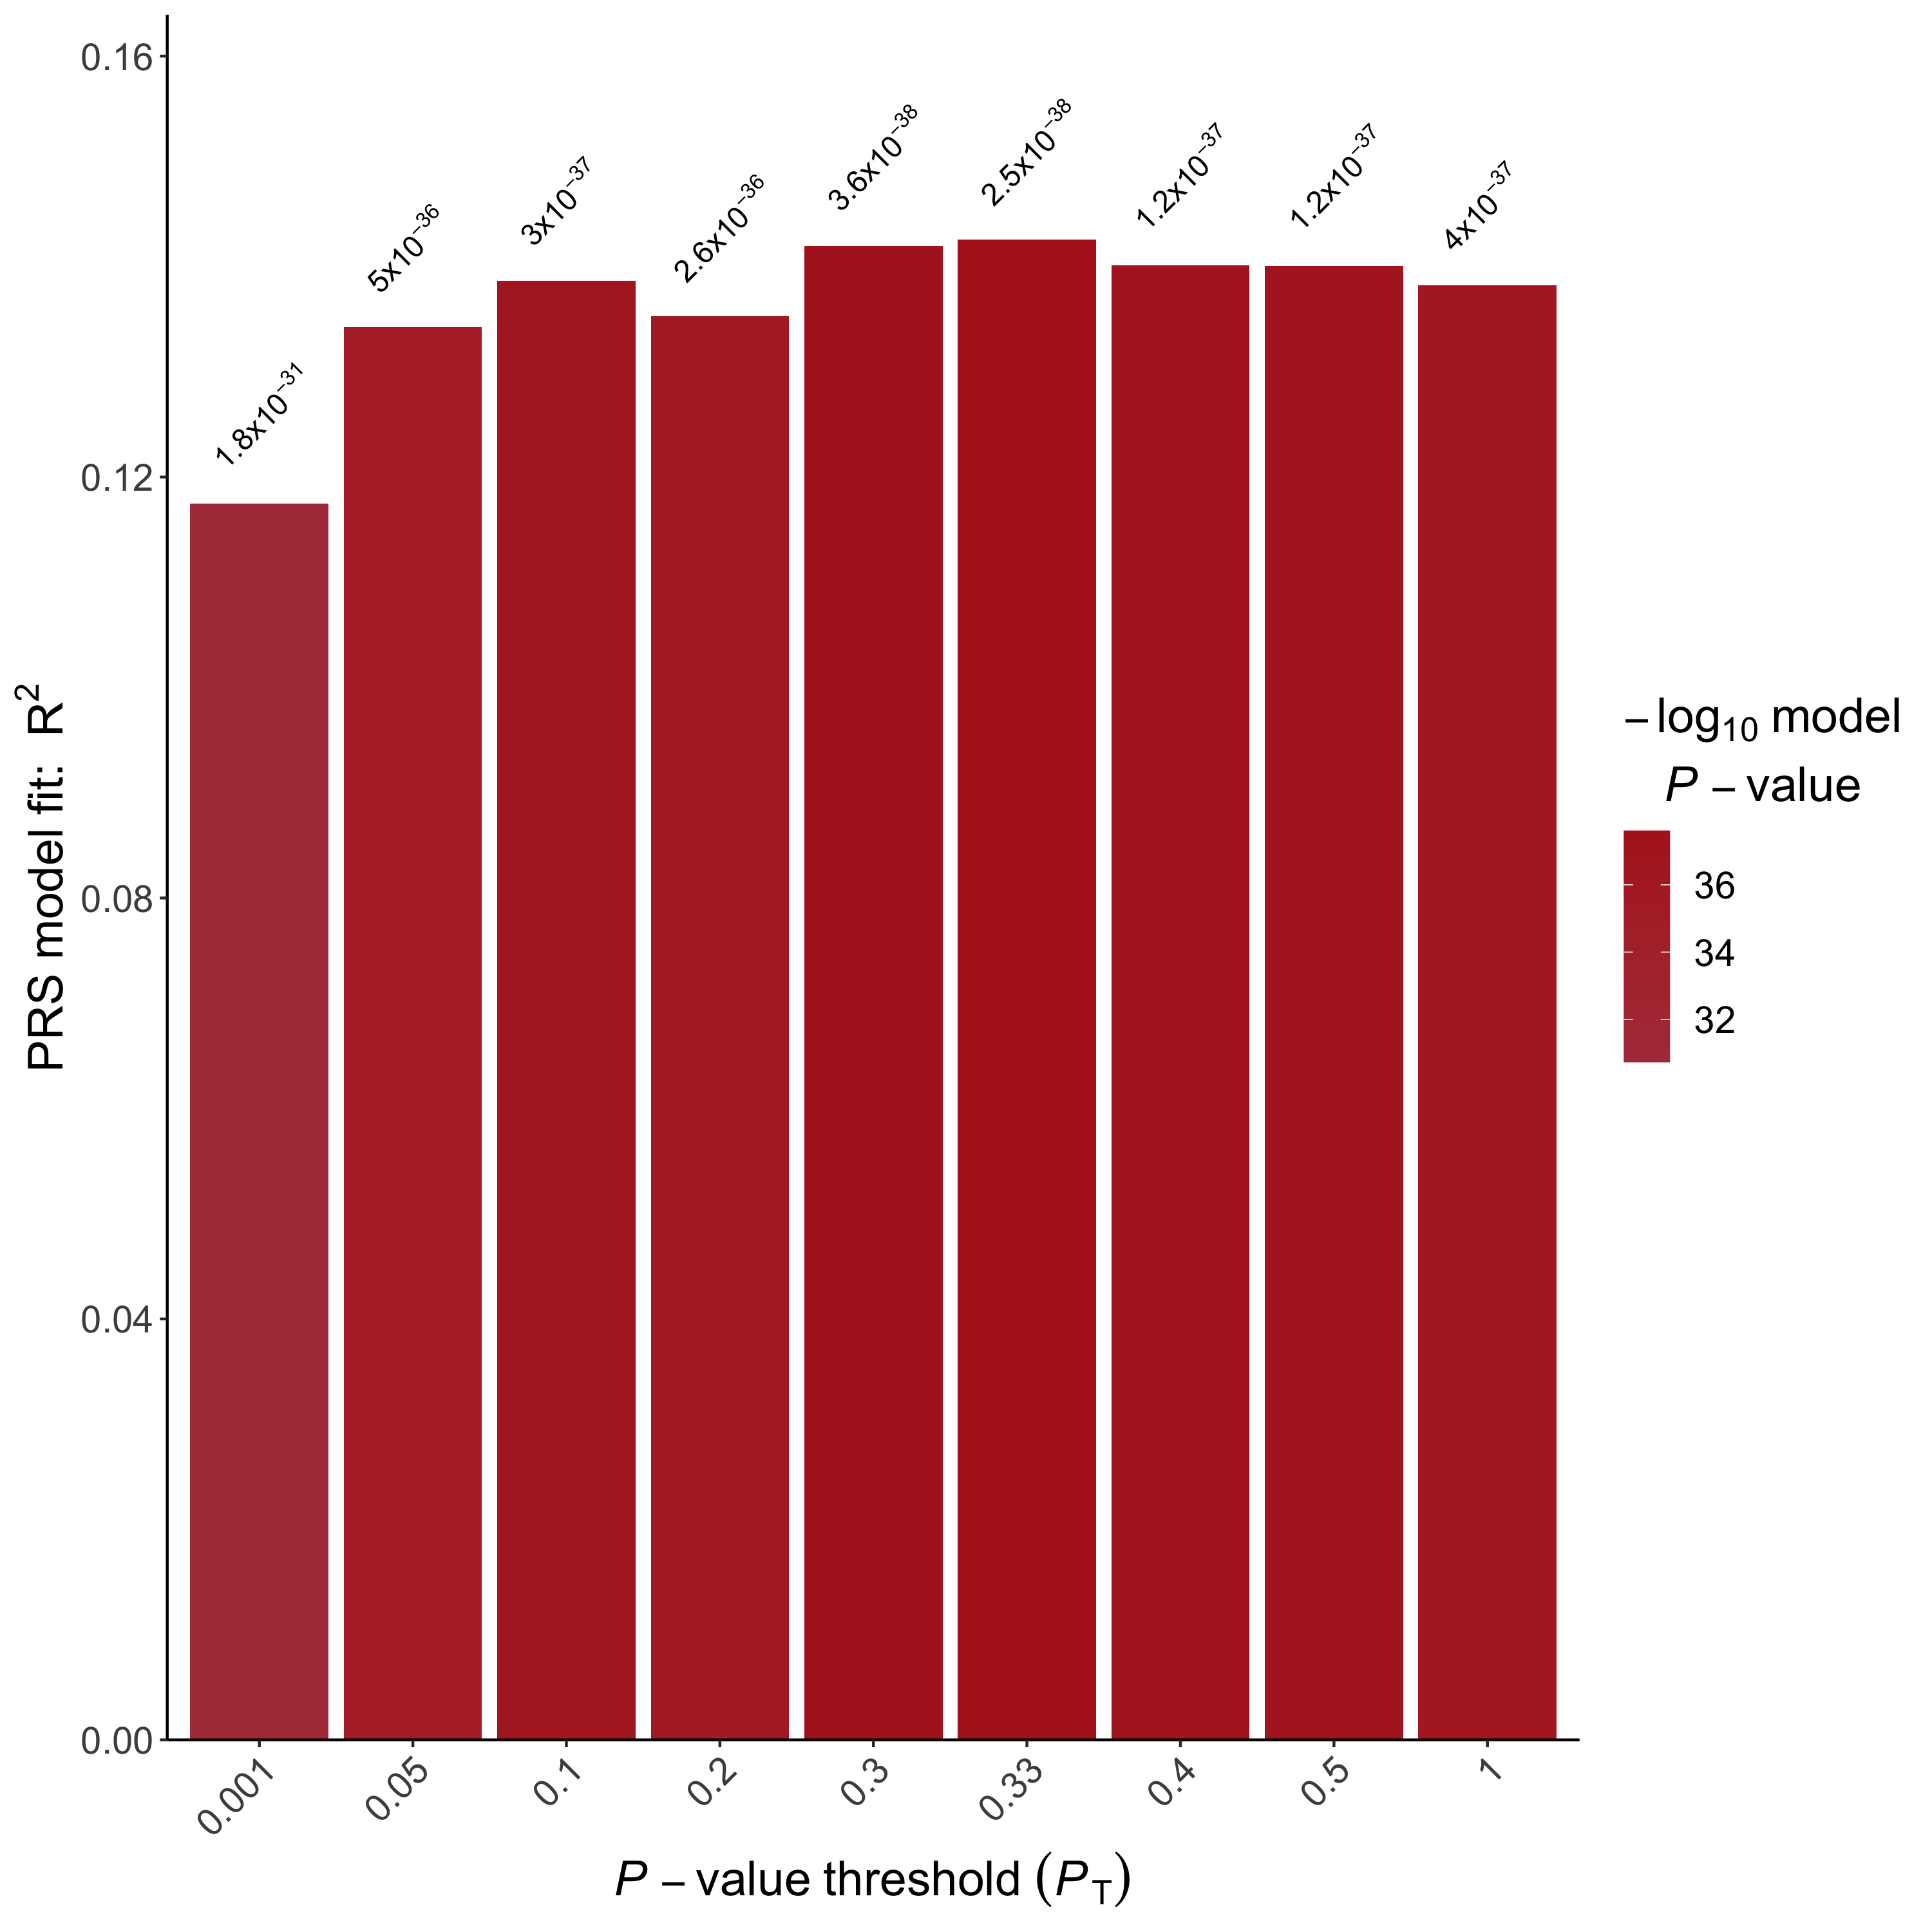 PRS model fit: R²
0.16
0.12
0.08
0.04
0.00
1.8x10⁻³¹
5x10⁻³⁶
3x10⁻³⁷
2.6x10⁻³⁶
3.6x10⁻³⁸
2.5x10⁻³⁸
1.2x10⁻³⁷
1.2x10⁻³⁷
4x10⁻³⁷
0.001
0.05
0.1
0.2
0.3
0.33
0.4
0.5
1
P – value threshold (P_T)
– log₁₀ model
P – value
36
34
32